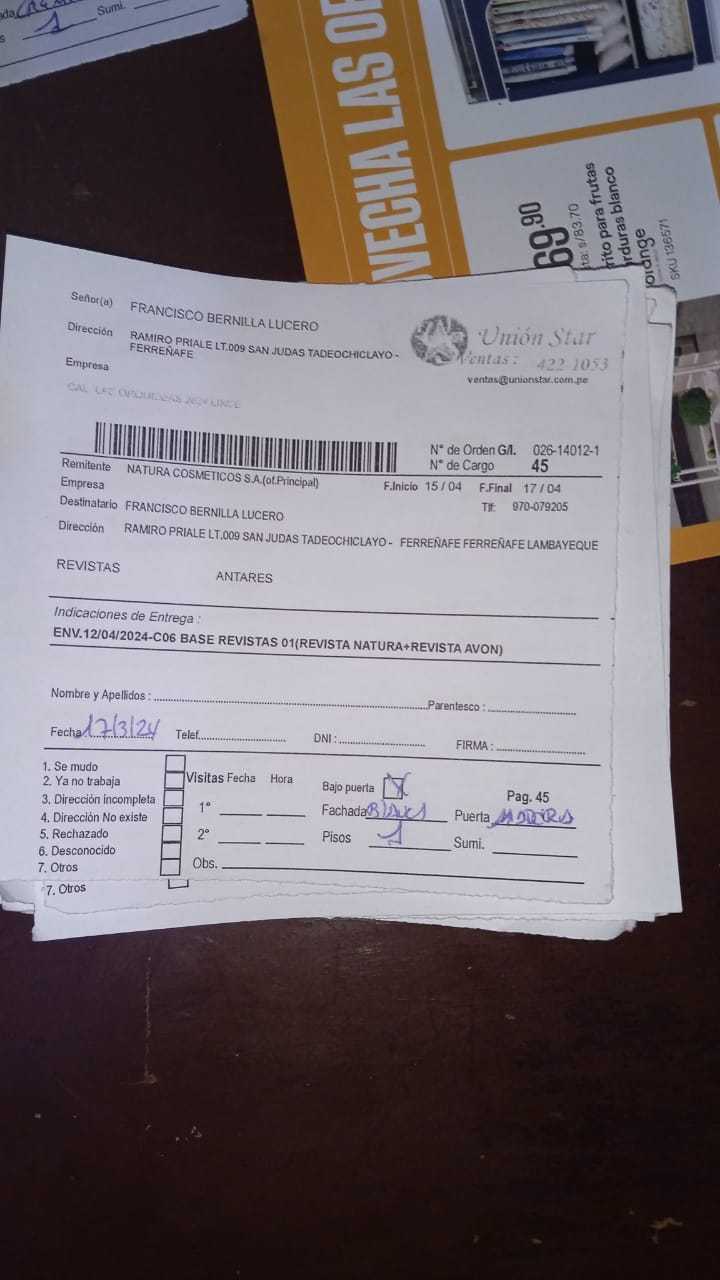 Sumi.
1
VECHA LAS OF
69.90
ta: s/83.70
rito para frutas
rduras blanco
SKU 136571
Señor(a) FRANCISCO BERNILLA LUCERO
Dirección RAMIRO PRIALE LT.009 SAN JUDAS TADEOCHICLAYO -
FERREÑAFE
Empresa
Unión Star
Ventas : 422-1053
ventas@unionstar.com.pe
N° de Orden G/I. 026-14012-1
N° de Cargo 45
Remitente NATURA COSMETICOS S.A.(of.Principal)
Empresa F.Inicio 15 / 04 F.Final 17 / 04
Destinatario FRANCISCO BERNILLA LUCERO Tlf: 970-079205
Dirección RAMIRO PRIALE LT.009 SAN JUDAS TADEOCHICLAYO - FERREÑAFE FERREÑAFE LAMBAYEQUE
REVISTAS ANTARES
Indicaciones de Entrega :
ENV.12/04/2024-C06 BASE REVISTAS 01(REVISTA NATURA+REVISTA AVON)
Nombre y Apellidos : Parentesco :
Fecha 17/3/24 Telef. DNI : FIRMA :
1. Se mudo
2. Ya no trabaja
3. Dirección incompleta
4. Dirección No existe
5. Rechazado
6. Desconocido
7. Otros
Visitas Fecha Hora
1°
2°
Obs.
Bajo puerta X
Pag. 45
Fachada Puerta
Pisos 1 Sumi.
7. Otros